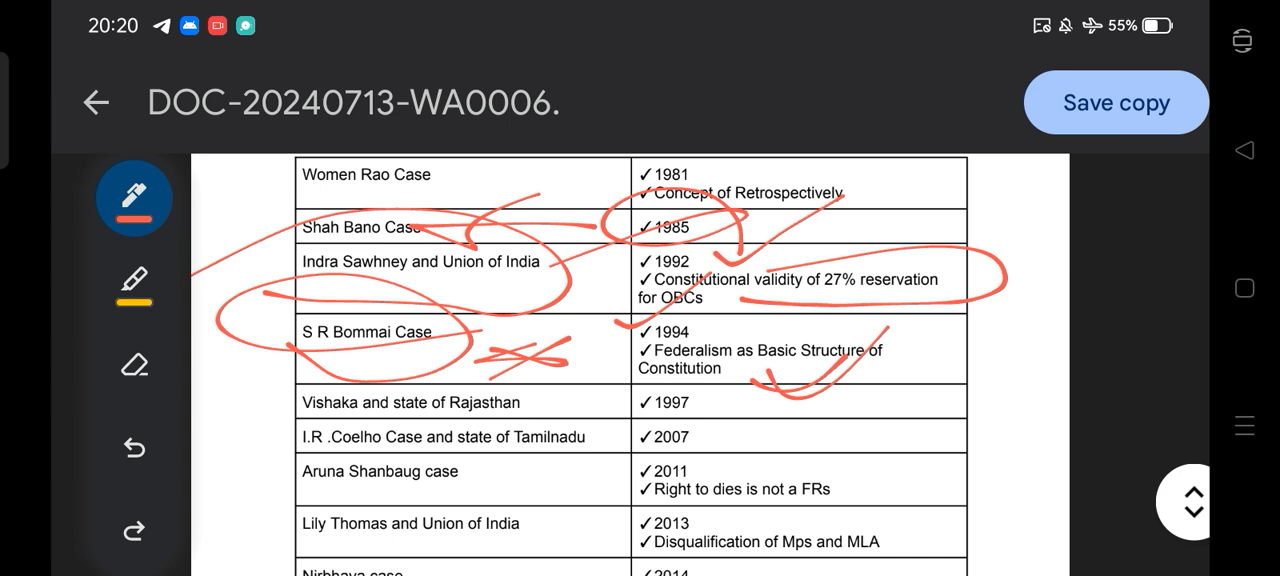 20:20
55%
DOC-20240713-WA0006.
Save copy
Women Rao Case
✓1981
✓Concept of Retrospectively
Shah Bano Case
✓1985
Indra Sawhney and Union of India
✓1992
✓Constitutional validity of 27% reservation
for OBCs
S R Bommai Case
✓1994
✓Federalism as Basic Structure of
Constitution
Vishaka and state of Rajasthan
✓1997
I.R .Coelho Case and state of Tamilnadu
✓2007
Aruna Shanbaug case
✓2011
✓Right to dies is not a FRs
Lily Thomas and Union of India
✓2013
✓Disqualification of Mps and MLA
Nirbhaya case
✓2014